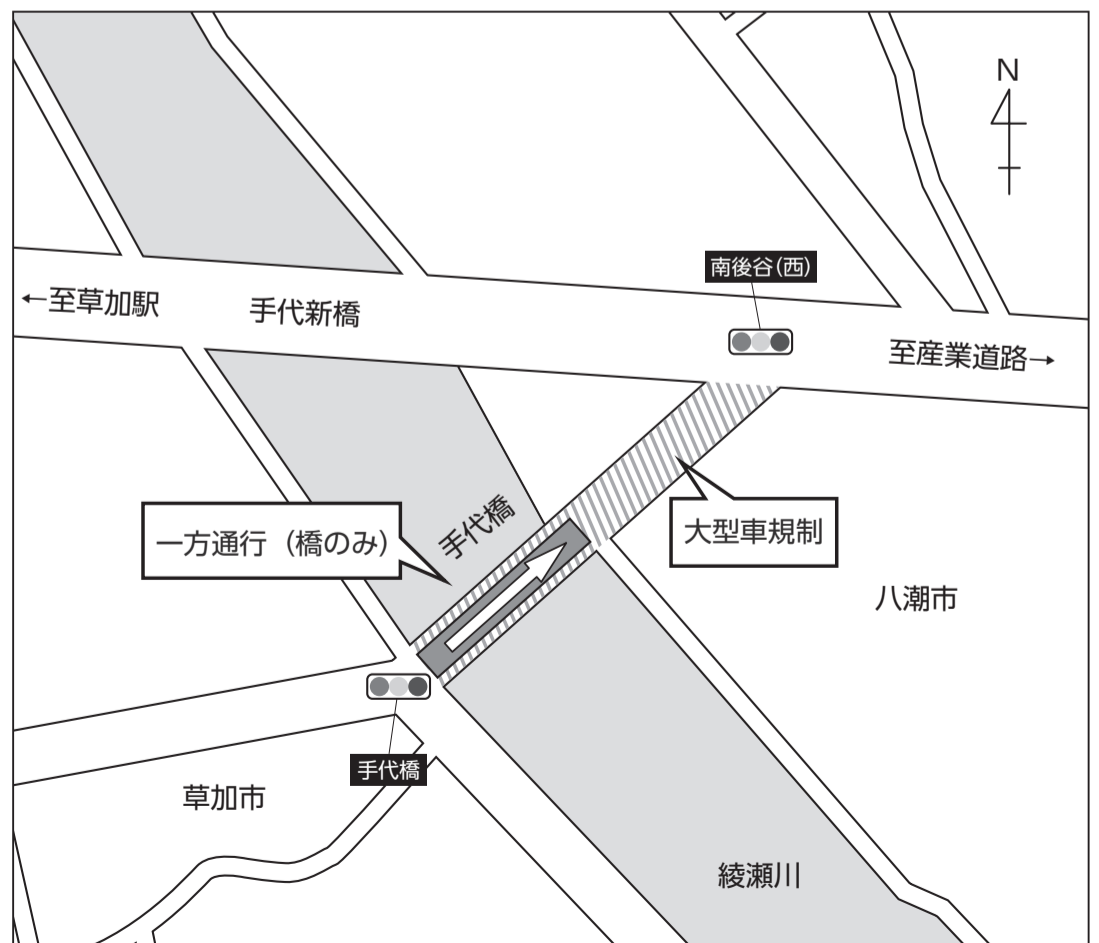 N
南後谷(西)
←至草加駅
手代新橋
至産業道路→
一方通行（橋のみ）
手代橋
大型車規制
八潮市
手代橋
草加市
綾瀬川